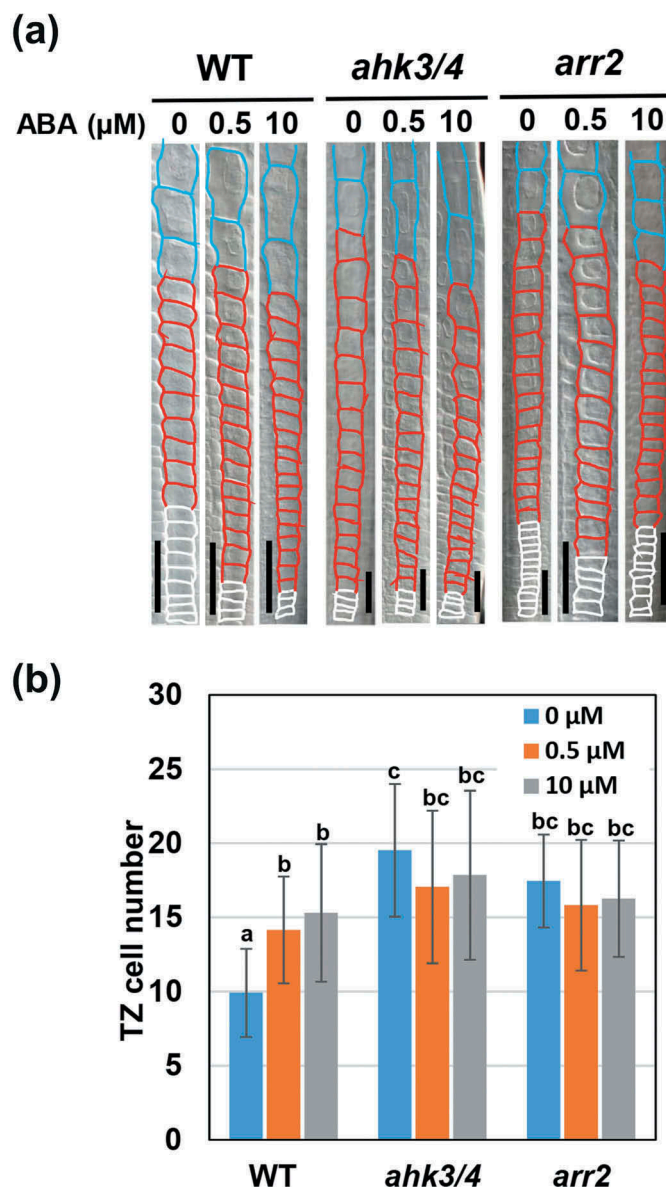 (a)
WT ahk3/4 arr2
ABA (µM) 0 0.5 10 0 0.5 10 0 0.5 10
(b)
30
25
20
15
10
5
0
TZ cell number
0 µM
0.5 µM
10 µM
a b b c bc bc bc bc bc
WT ahk3/4 arr2